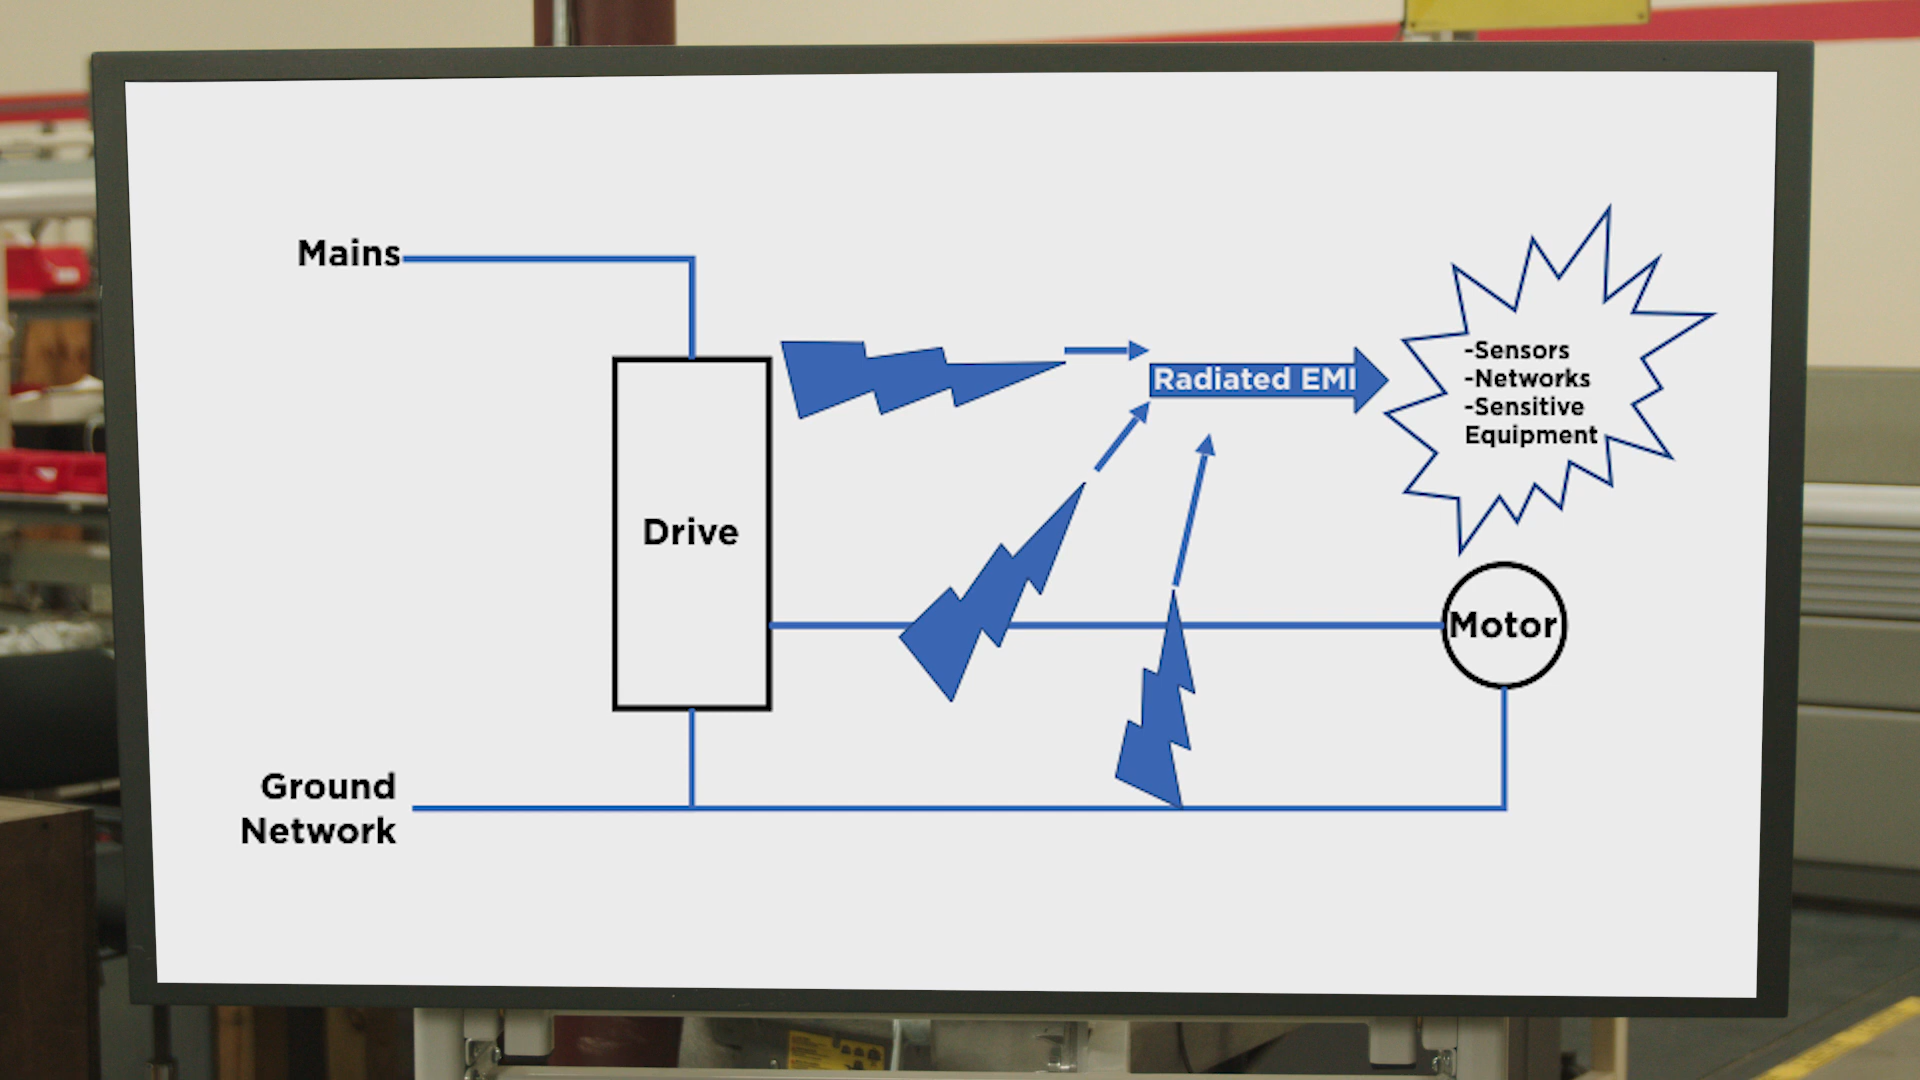 Mains
-Sensors
-Networks
-Sensitive
Equipment
Radiated EMI
Drive
Motor
Ground
Network